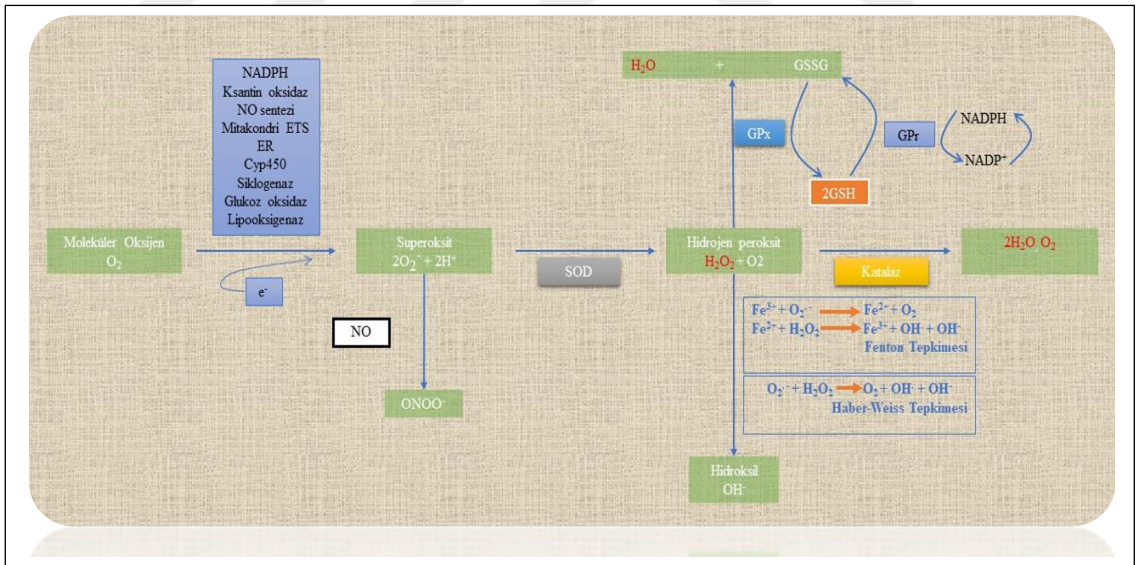 NADPH
Ksantin oksidaz
NO sentezi
Mitakondri ETS
ER
Cyp450
Siklogenaz
Glukoz oksidaz
Lipooksigenaz
Moleküler Oksijen
O₂
e⁻
Superoksit
2O₂⁻ + 2H⁺
NO
ONOO⁻
SOD
H₂O + GSSG
GPx
2GSH
GPr
NADPH
NADP⁺
Hidrojen peroksit
H₂O₂ + O2
Katalaz
2H₂O O₂
Fe³⁺ + O₂·⁻ → Fe²⁺ + O₂
Fe²⁺ + H₂O₂ → Fe³⁺ + OH· + OH⁻
Fenton Tepkimesi
O₂·⁻ + H₂O₂ → O₂ + OH· + OH⁻
Haber-Weiss Tepkimesi
Hidroksil
OH⁻